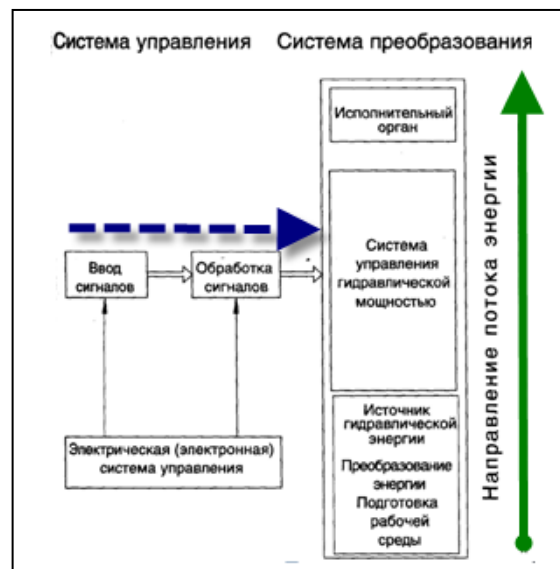 Система управления
Система преобразования
Исполнительный
орган
Система
управления
гидравлической
мощностью
Ввод
сигналов
Обработка
сигналов
Источник
гидравлической
энергии
Преобразование
энергии
Подготовка
рабочей
среды
Электрическая (электронная)
система управления
Направление потока энергии